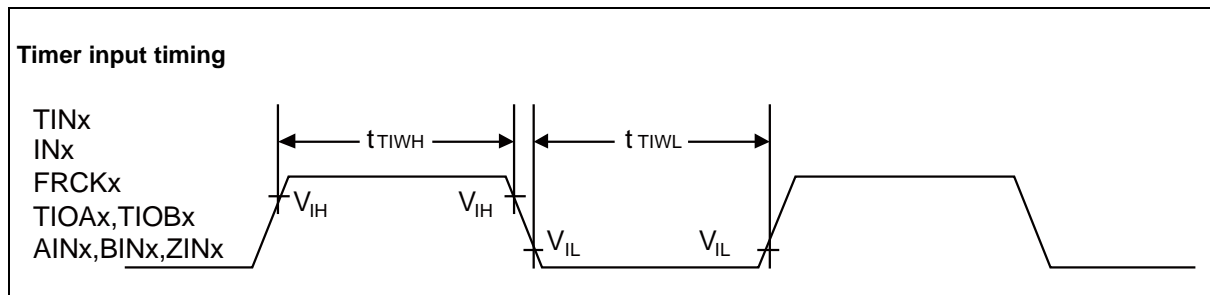 Timer input timing
TINx
INx
FRCKx
TIOAx,TIOBx
AINx,BINx,ZINx
tTIWH
tTIWL
VIH
VIH
VIL
VIL